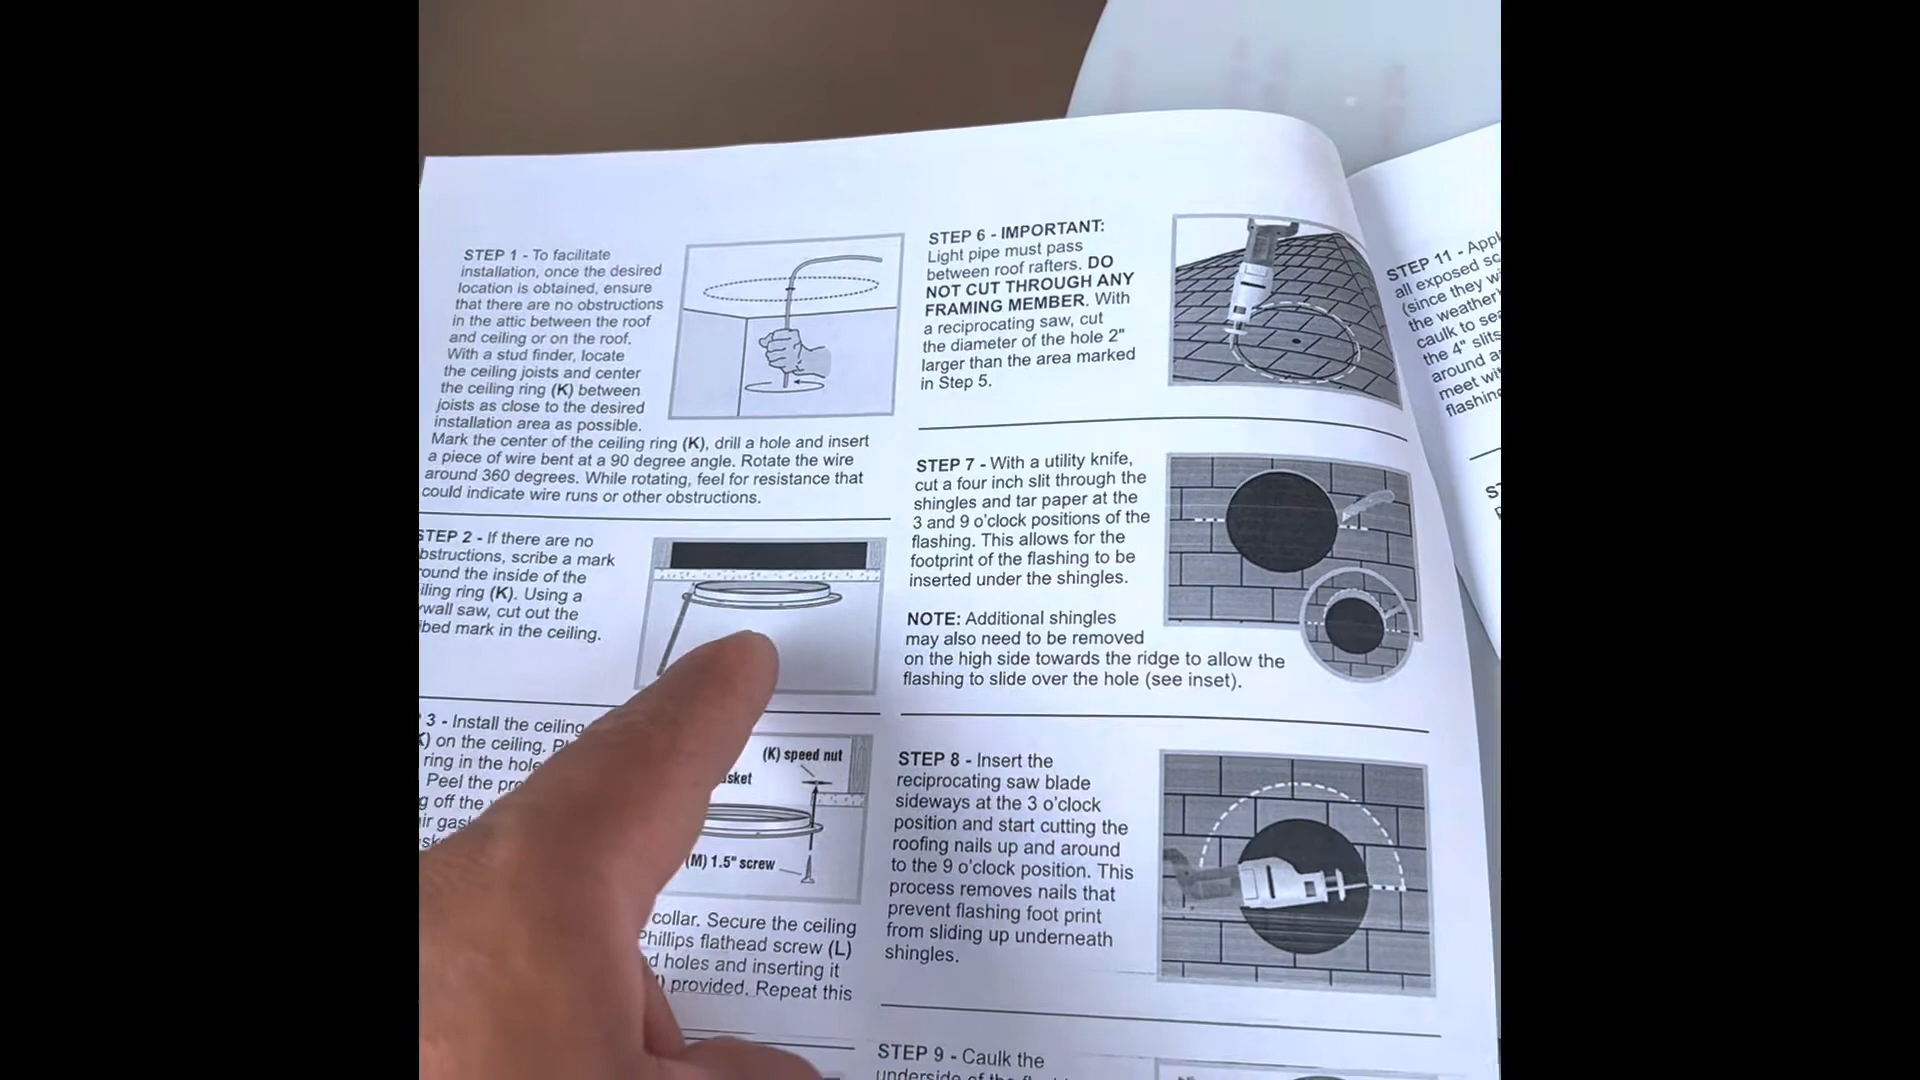 STEP 1 - To facilitate
installation, once the desired
location is obtained, ensure
that there are no obstructions
in the attic between the roof
and ceiling or on the roof.
With a stud finder, locate
the ceiling joists and center
the ceiling ring (K) between
joists as close to the desired
installation area as possible.
Mark the center of the ceiling ring (K), drill a hole and insert
a piece of wire bent at a 90 degree angle. Rotate the wire
around 360 degrees. While rotating, feel for resistance that
could indicate wire runs or other obstructions.
STEP 2 - If there are no
bstructions, scribe a mark
round the inside of the
iling ring (K). Using a
wall saw, cut out the
ibed mark in the ceiling.
3 - Install the ceiling
K) on the ceiling.
ring in the hole
Peel the
g off the
ir
(K) speed nut
(M) 1.5" screw
collar. Secure the ceiling
Phillips flathead screw (L)
d holes and inserting it
provided. Repeat this
STEP 6 - IMPORTANT:
Light pipe must pass
between roof rafters. DO
NOT CUT THROUGH ANY
FRAMING MEMBER. With
a reciprocating saw, cut
the diameter of the hole 2"
larger than the area marked
in Step 5.
STEP 7 - With a utility knife,
cut a four inch slit through the
shingles and tar paper at the
3 and 9 o'clock positions of the
flashing. This allows for the
footprint of the flashing to be
inserted under the shingles.
NOTE: Additional shingles
may also need to be removed
on the high side towards the ridge to allow the
flashing to slide over the hole (see inset).
STEP 8 - Insert the
reciprocating saw blade
sideways at the 3 o'clock
position and start cutting the
roofing nails up and around
to the 9 o'clock position. This
process removes nails that
prevent flashing foot print
from sliding up underneath
shingles.
STEP 9 - Caulk the
underside of the
STEP 11 - Appl
all exposed sc
(since they wi
the weather
caulk to sea
the 4" slits
around a
meet wit
flashing